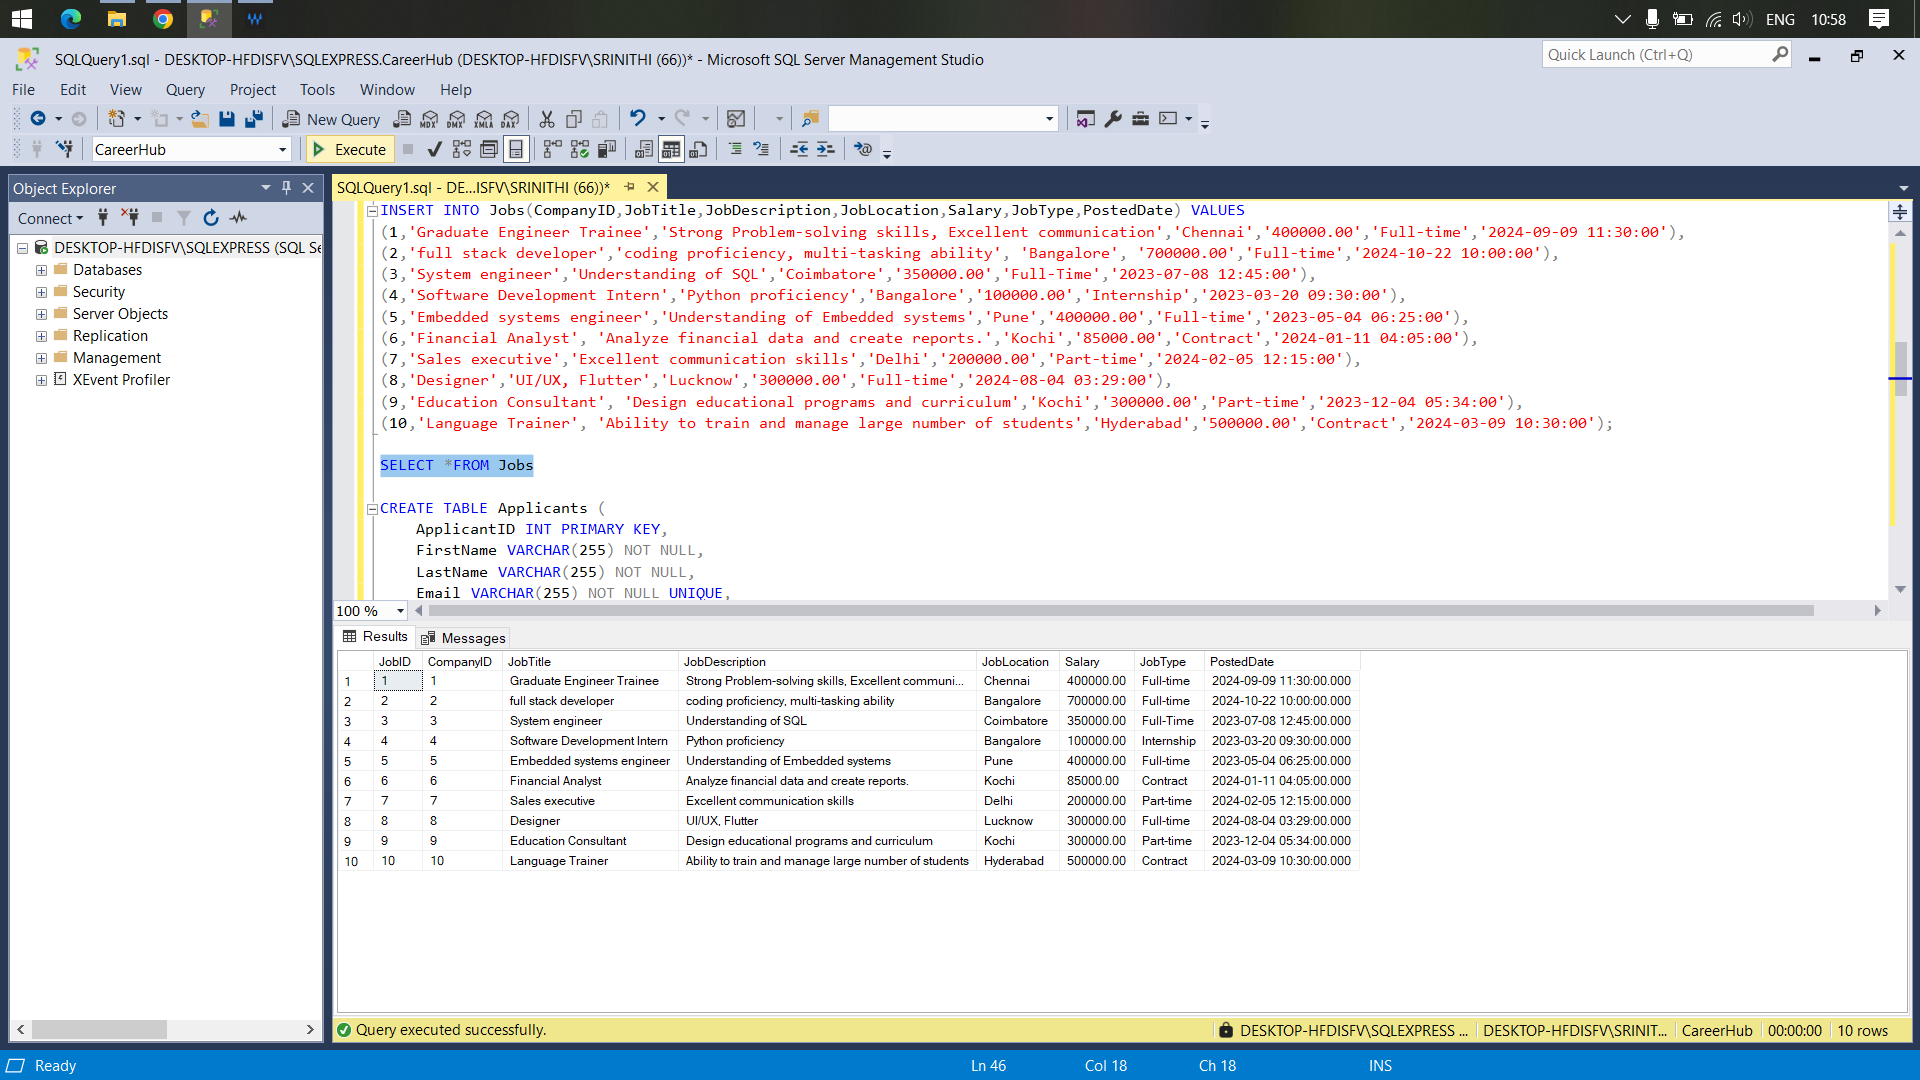 ENG 10:58
SQLQuery1.sql - DESKTOP-HFDISFV\SQLEXPRESS.CareerHub (DESKTOP-HFDISFV\SRINITHI (66))* - Microsoft SQL Server Management Studio
Quick Launch (Ctrl+Q)
File Edit View Query Project Tools Window Help
New Query MDX DMX XMLA DAX
CareerHub Execute
Object Explorer
SQLQuery1.sql - DE...ISFV\SRINITHI (66))*
Connect
DESKTOP-HFDISFV\SQLEXPRESS (SQL Se
Databases
Security
Server Objects
Replication
Management
XEvent Profiler
INSERT INTO Jobs(CompanyID,JobTitle,JobDescription,JobLocation,Salary,JobType,PostedDate) VALUES
(1,'Graduate Engineer Trainee','Strong Problem-solving skills, Excellent communication','Chennai','400000.00','Full-time','2024-09-09 11:30:00'),
(2,'full stack developer','coding proficiency, multi-tasking ability', 'Bangalore', '700000.00','Full-time','2024-10-22 10:00:00'),
(3,'System engineer','Understanding of SQL','Coimbatore','350000.00','Full-Time','2023-07-08 12:45:00'),
(4,'Software Development Intern','Python proficiency','Bangalore','100000.00','Internship','2023-03-20 09:30:00'),
(5,'Embedded systems engineer','Understanding of Embedded systems','Pune','400000.00','Full-time','2023-05-04 06:25:00'),
(6,'Financial Analyst', 'Analyze financial data and create reports.','Kochi','85000.00','Contract','2024-01-11 04:05:00'),
(7,'Sales executive','Excellent communication skills','Delhi','200000.00','Part-time','2024-02-05 12:15:00'),
(8,'Designer','UI/UX, Flutter','Lucknow','300000.00','Full-time','2024-08-04 03:29:00'),
(9,'Education Consultant', 'Design educational programs and curriculum','Kochi','300000.00','Part-time','2023-12-04 05:34:00'),
(10,'Language Trainer', 'Ability to train and manage large number of students','Hyderabad','500000.00','Contract','2024-03-09 10:30:00');
SELECT *FROM Jobs
CREATE TABLE Applicants (
ApplicantID INT PRIMARY KEY,
FirstName VARCHAR(255) NOT NULL,
LastName VARCHAR(255) NOT NULL,
Email VARCHAR(255) NOT NULL UNIQUE,
100 %
Results Messages
JobID CompanyID JobTitle JobDescription JobLocation Salary JobType PostedDate
1 1 1 Graduate Engineer Trainee Strong Problem-solving skills, Excellent communi... Chennai 400000.00 Full-time 2024-09-09 11:30:00.000
2 2 2 full stack developer coding proficiency, multi-tasking ability Bangalore 700000.00 Full-time 2024-10-22 10:00:00.000
3 3 3 System engineer Understanding of SQL Coimbatore 350000.00 Full-Time 2023-07-08 12:45:00.000
4 4 4 Software Development Intern Python proficiency Bangalore 100000.00 Internship 2023-03-20 09:30:00.000
5 5 5 Embedded systems engineer Understanding of Embedded systems Pune 400000.00 Full-time 2023-05-04 06:25:00.000
6 6 6 Financial Analyst Analyze financial data and create reports. Kochi 85000.00 Contract 2024-01-11 04:05:00.000
7 7 7 Sales executive Excellent communication skills Delhi 200000.00 Part-time 2024-02-05 12:15:00.000
8 8 8 Designer UI/UX, Flutter Lucknow 300000.00 Full-time 2024-08-04 03:29:00.000
9 9 9 Education Consultant Design educational programs and curriculum Kochi 300000.00 Part-time 2023-12-04 05:34:00.000
10 10 10 Language Trainer Ability to train and manage large number of students Hyderabad 500000.00 Contract 2024-03-09 10:30:00.000
Query executed successfully. DESKTOP-HFDISFV\SQLEXPRESS ... DESKTOP-HFDISFV\SRINIT... CareerHub 00:00:00 10 rows
Ready Ln 46 Col 18 Ch 18 INS